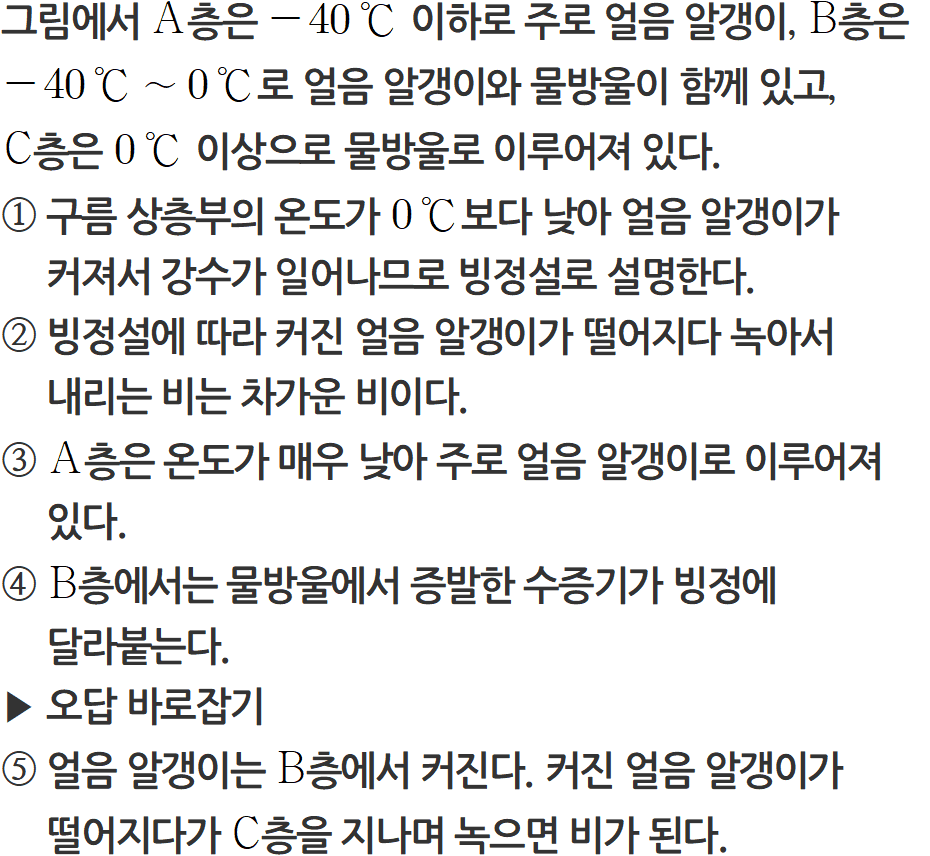 그림에서 A층은 －40 ℃ 이하로 주로 얼음 알갱이, B층은
－40 ℃ ～ 0 ℃로 얼음 알갱이와 물방울이 함께 있고,
C층은 0 ℃ 이상으로 물방울로 이루어져 있다.
① 구름 상층부의 온도가 0 ℃보다 낮아 얼음 알갱이가
커져서 강수가 일어나므로 빙정설로 설명한다.
② 빙정설에 따라 커진 얼음 알갱이가 떨어지다 녹아서
내리는 비는 차가운 비이다.
③ A층은 온도가 매우 낮아 주로 얼음 알갱이로 이루어져
있다.
④ B층에서는 물방울에서 증발한 수증기가 빙정에
달라붙는다.
▶ 오답 바로잡기
⑤ 얼음 알갱이는 B층에서 커진다. 커진 얼음 알갱이가
떨어지다가 C층을 지나며 녹으면 비가 된다.